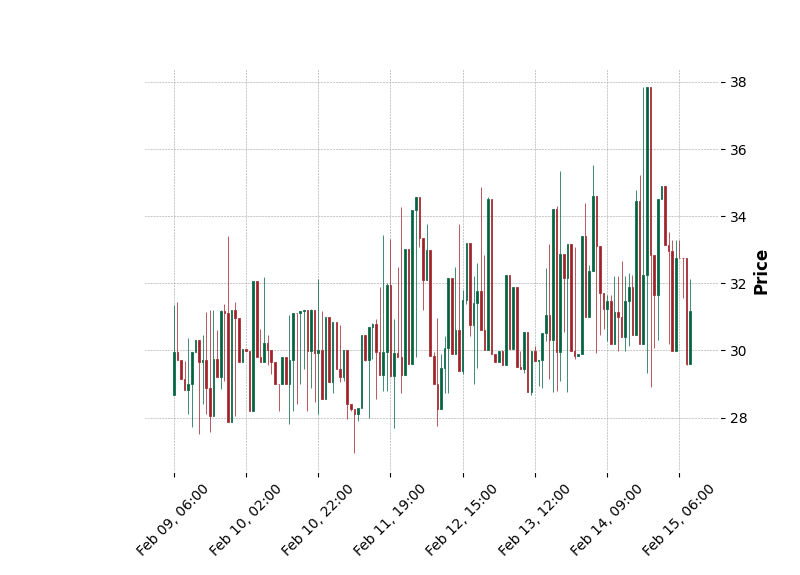 38
36
34
32
30
28
Price
Feb 09, 06:00
Feb 10, 02:00
Feb 10, 22:00
Feb 11, 19:00
Feb 12, 15:00
Feb 13, 12:00
Feb 14, 09:00
Feb 15, 06:00